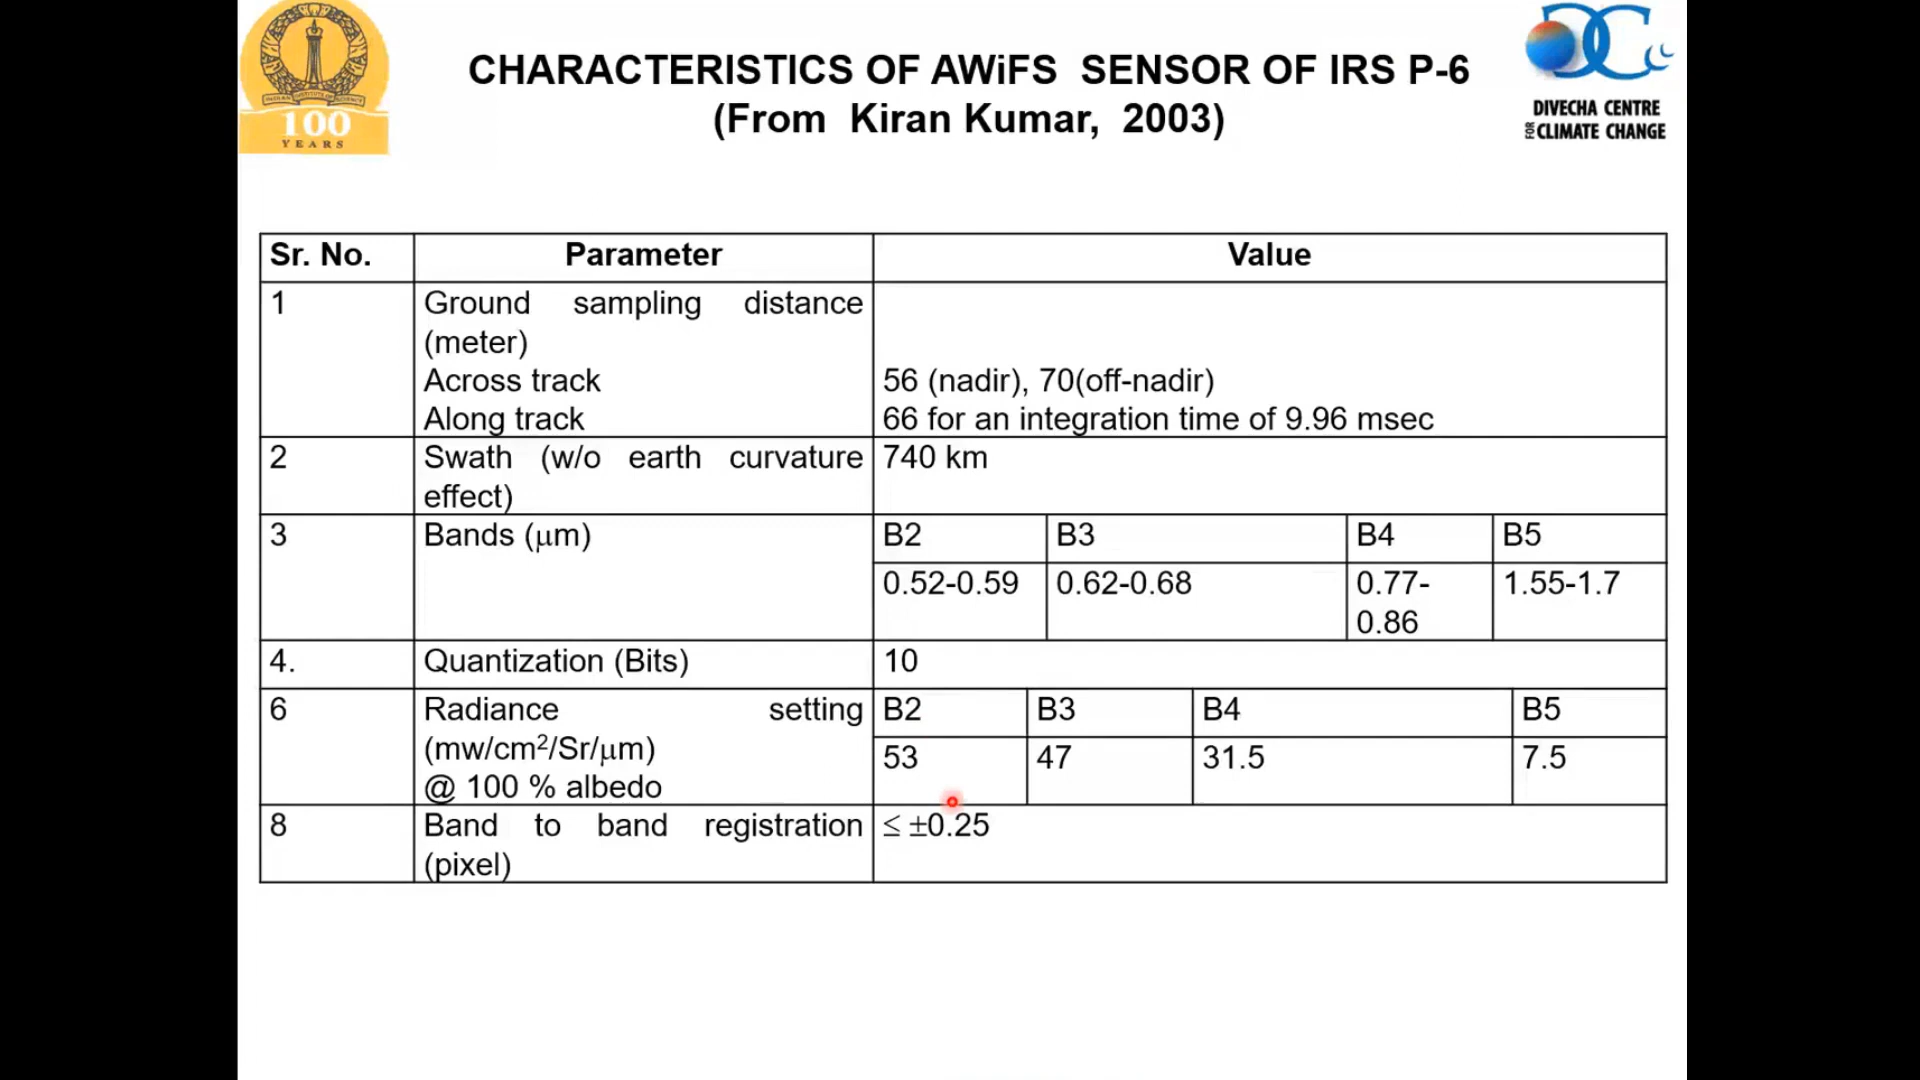 CHARACTERISTICS OF AWiFS SENSOR OF IRS P-6
(From Kiran Kumar, 2003)
100
YEARS
DIVECHA CENTRE
FOR CLIMATE CHANGE
Sr. No. Parameter Value
1 Ground sampling distance
(meter)
Across track 56 (nadir), 70(off-nadir)
Along track 66 for an integration time of 9.96 msec
2 Swath (w/o earth curvature 740 km
effect)
3 Bands (μm) B2 B3 B4 B5
0.52-0.59 0.62-0.68 0.77- 1.55-1.7
0.86
4. Quantization (Bits) 10
6 Radiance setting B2 B3 B4 B5
(mw/cm²/Sr/μm) 53 47 31.5 7.5
@ 100 % albedo
8 Band to band registration ≤ ±0.25
(pixel)